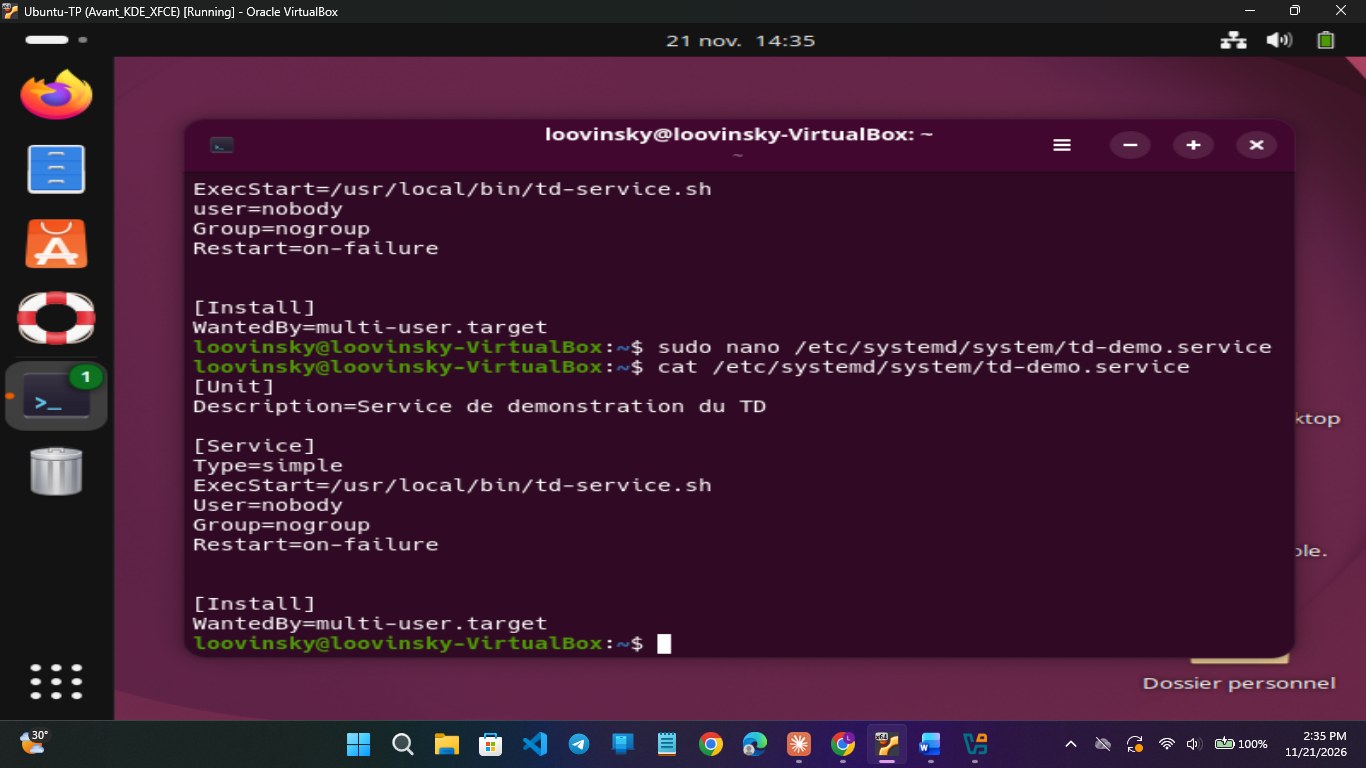 Ubuntu-TP (Avant_KDE_XFCE) [Running] - Oracle VirtualBox
21 nov. 14:35
loovinsky@loovinsky-VirtualBox: ~
~
ExecStart=/usr/local/bin/td-service.sh
user=nobody
Group=nogroup
Restart=on-failure
[Install]
WantedBy=multi-user.target
loovinsky@loovinsky-VirtualBox:~$ sudo nano /etc/systemd/system/td-demo.service
loovinsky@loovinsky-VirtualBox:~$ cat /etc/systemd/system/td-demo.service
[Unit]
Description=Service de demonstration du TD
[Service]
Type=simple
ExecStart=/usr/local/bin/td-service.sh
User=nobody
Group=nogroup
Restart=on-failure
[Install]
WantedBy=multi-user.target
loovinsky@loovinsky-VirtualBox:~$
1
>_
ktop
ole.
Dossier personnel
30°
100%
2:35 PM
11/21/2026